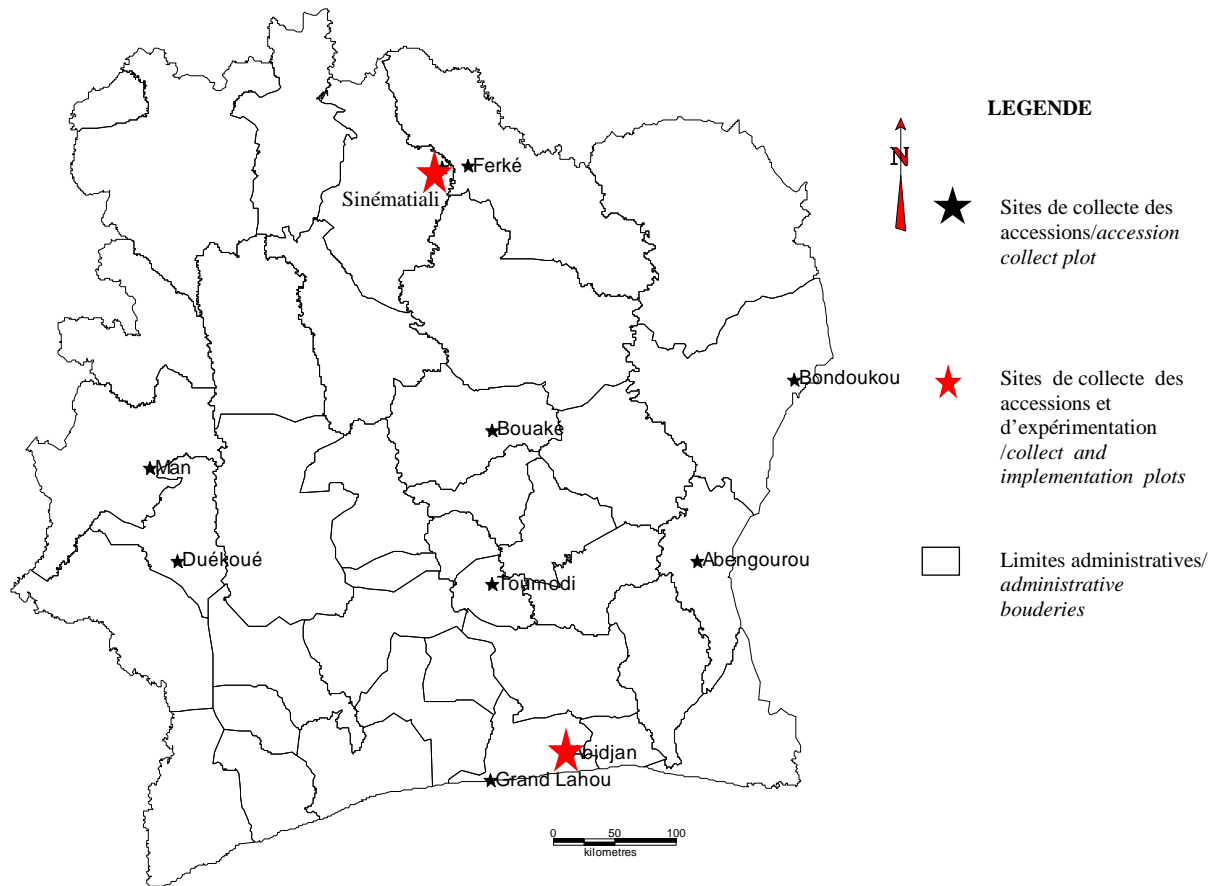 LEGENDE
N
Ferké
Sinématiali
Sites de collecte des
accessions/accession
collect plot
Bondoukou
Sites de collecte des
accessions et
d'expérimentation
/collect and
implementation plots
Bouaké
Man
Duékoué
Abengourou
Toumodi
Limites administratives/
administrative
bouderies
Abidjan
Grand Lahou
0 50 100
kilometres